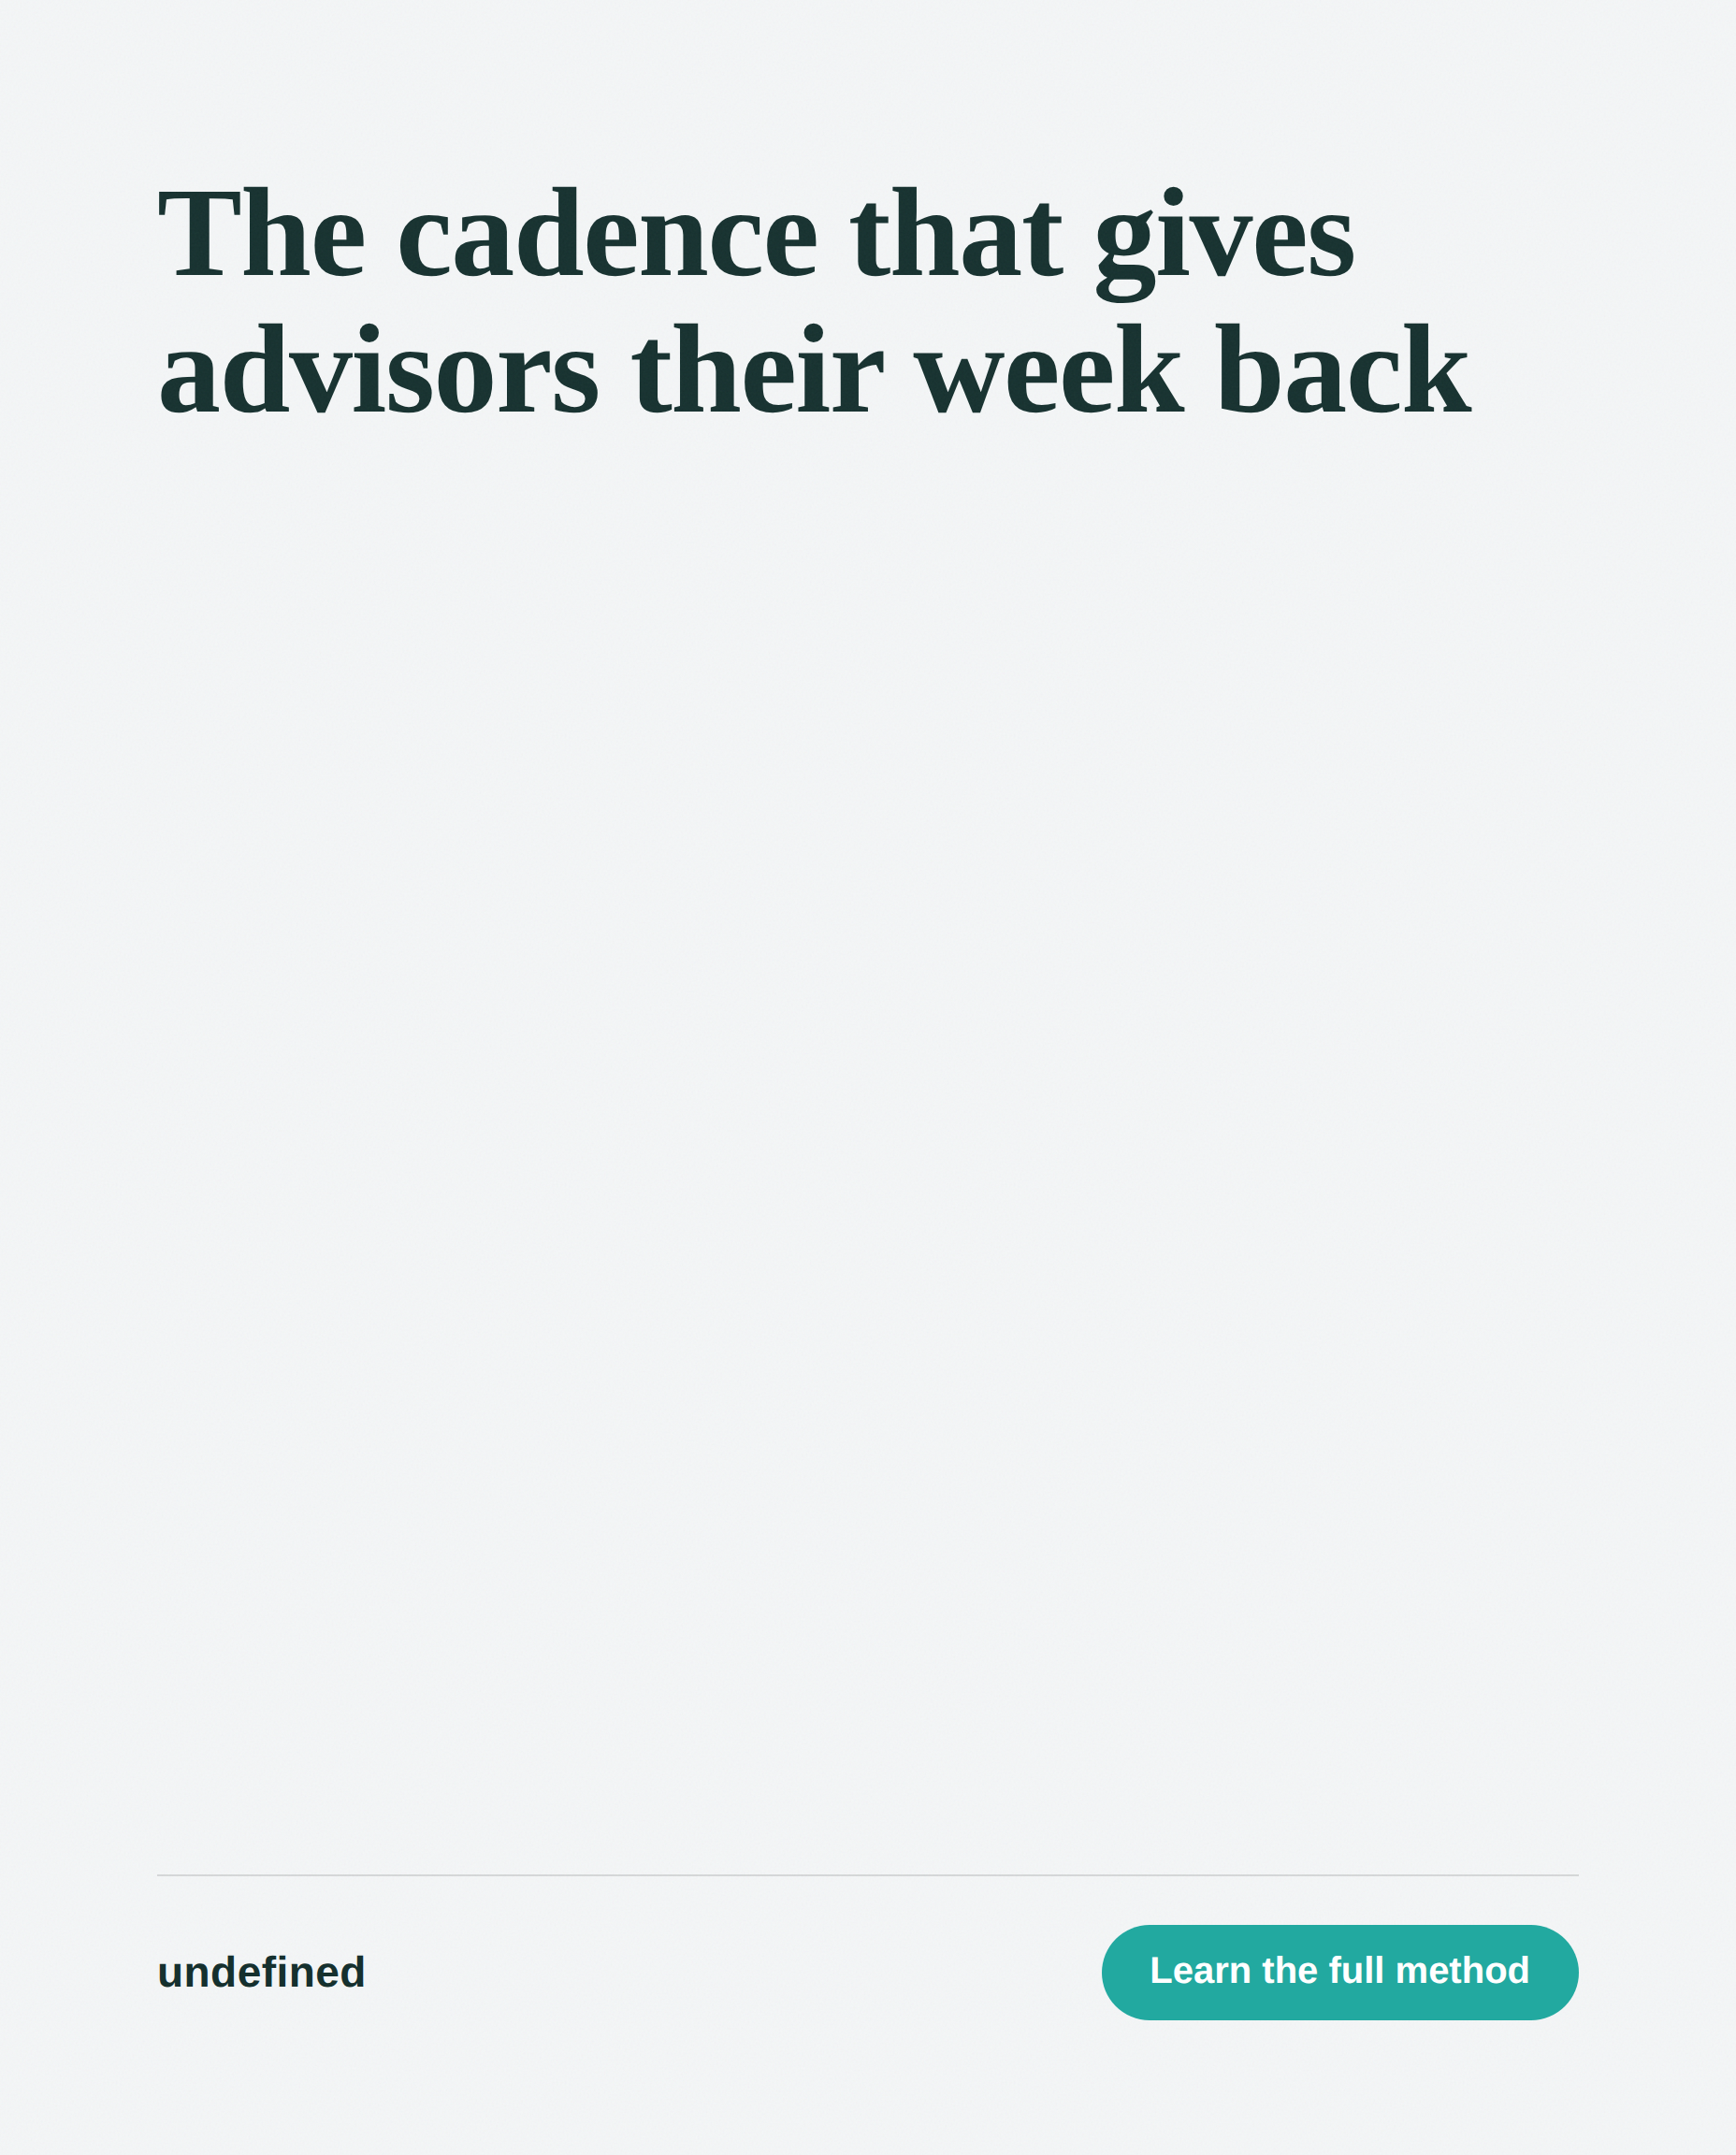 The cadence that gives
advisors their week back
undefined
Learn the full method